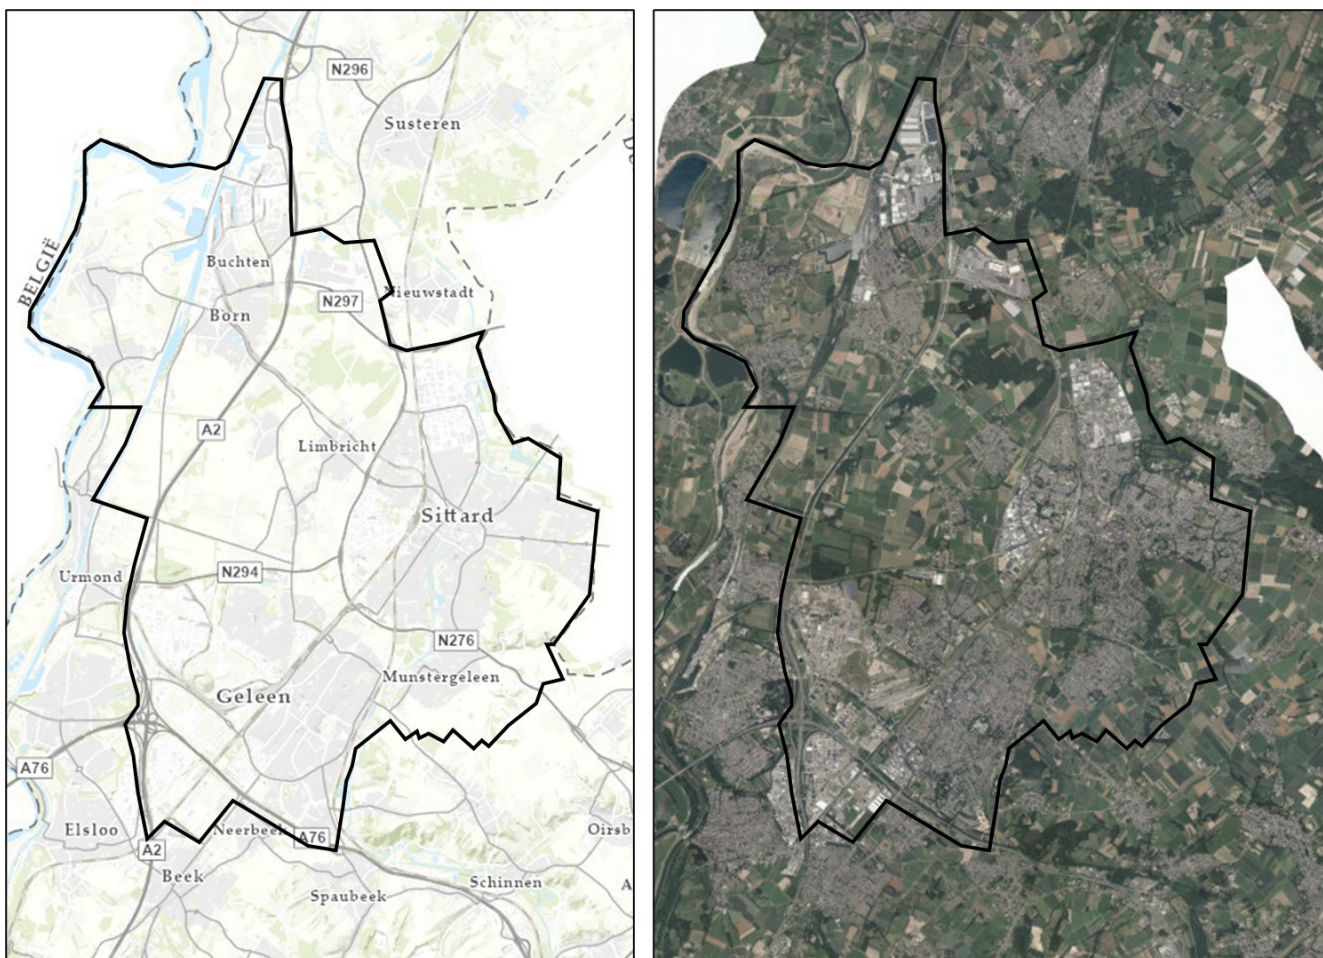 N296
Susteren
BELGIË
Buchten
N297
Nieuwstadt
Born
A2
Limbricht
Sittard
Urmond
N294
N276
Munstergeleen
Geleen
A76
Elsloo
Neerbeek
A76
Oirsb
A2
Beek
Schinnen
Spaubeek
A